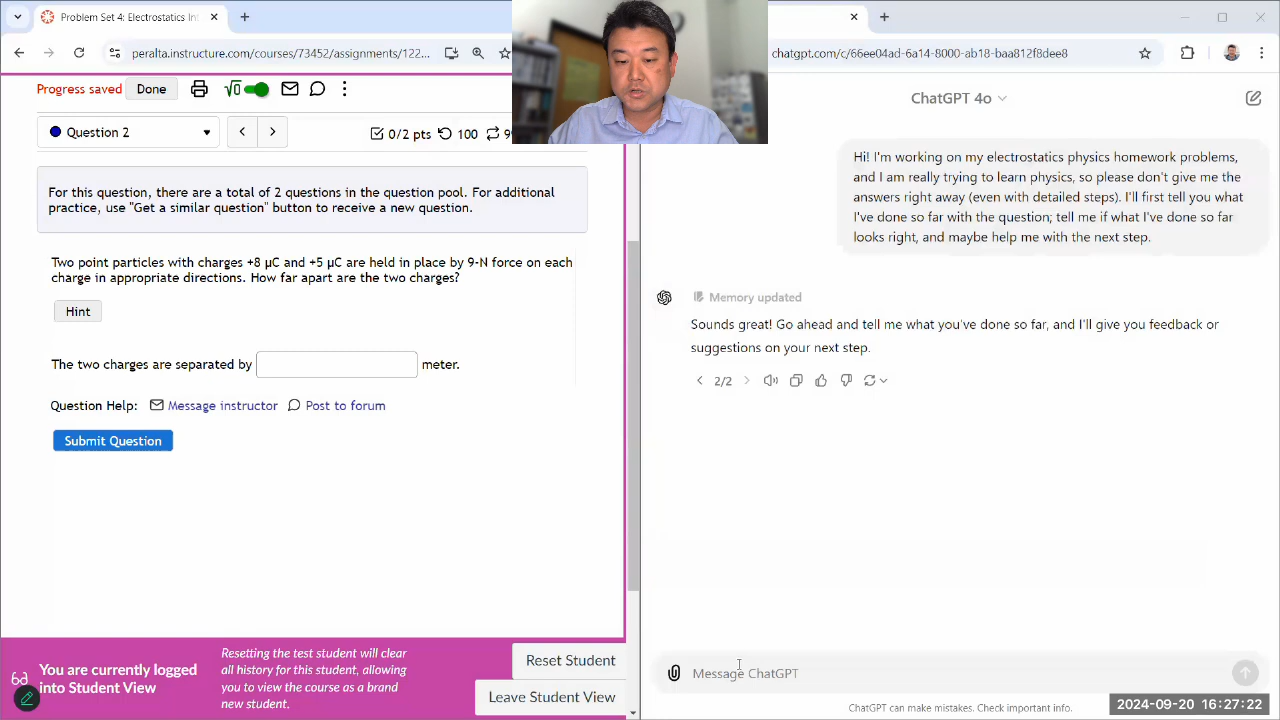 Problem Set 4: Electrostatics Int
peralta.instructure.com/courses/73452/assignments/122...
chatgpt.com/c/66ee04ad-6a14-8000-ab18-baa812f8dee8
Progress saved
Done
√0
Question 2
0/2 pts
100
For this question, there are a total of 2 questions in the question pool. For additional
practice, use "Get a similar question" button to receive a new question.
Two point particles with charges +8 µC and +5 µC are held in place by 9-N force on each
charge in appropriate directions. How far apart are the two charges?
Hint
The two charges are separated by
meter.
Question Help:
Message instructor
Post to forum
Submit Question
You are currently logged
into Student View
Resetting the test student will clear
all history for this student, allowing
you to view the course as a brand
new student.
Reset Student
Leave Student View
ChatGPT 4o
Hi! I'm working on my electrostatics physics homework problems,
and I am really trying to learn physics, so please don't give me the
answers right away (even with detailed steps). I'll first tell you what
I've done so far with the question; tell me if what I've done so far
looks right, and maybe help me with the next step.
Memory updated
Sounds great! Go ahead and tell me what you've done so far, and I'll give you feedback or
suggestions on your next step.
2/2
Message ChatGPT
ChatGPT can make mistakes. Check important info.
2024-09-20 16:27:22